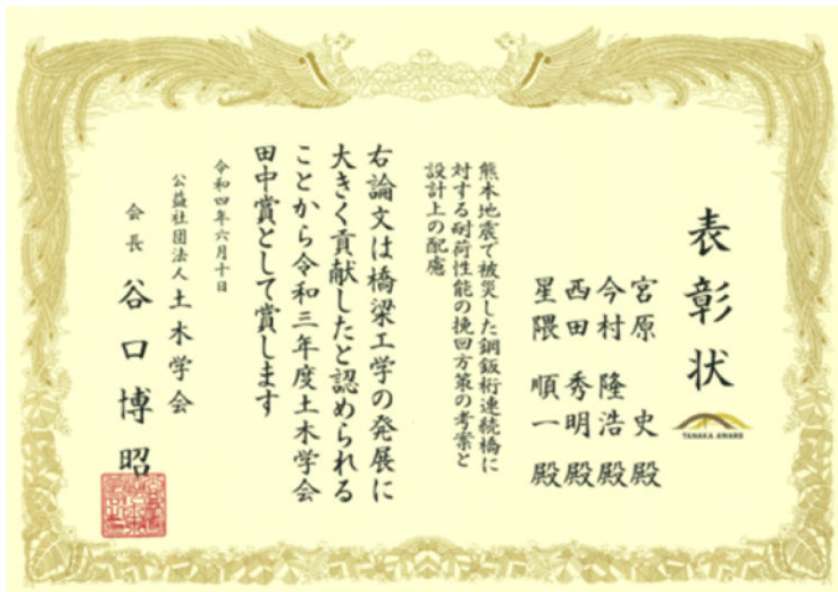 表彰状
TANAKA AWARD
宮原 史 殿
今村 隆浩 殿
西田 秀明 殿
星隈 順一 殿
熊本地震で被災した鋼鈑桁連続橋に
対する耐荷性能の挽回方策の考案と
設計上の配慮
右論文は橋梁工学の発展に
大きく貢献したと認められる
ことから令和三年度土木学会
田中賞として賞します
令和四年六月十日
公益社団法人 土木学会
会長 谷口博昭